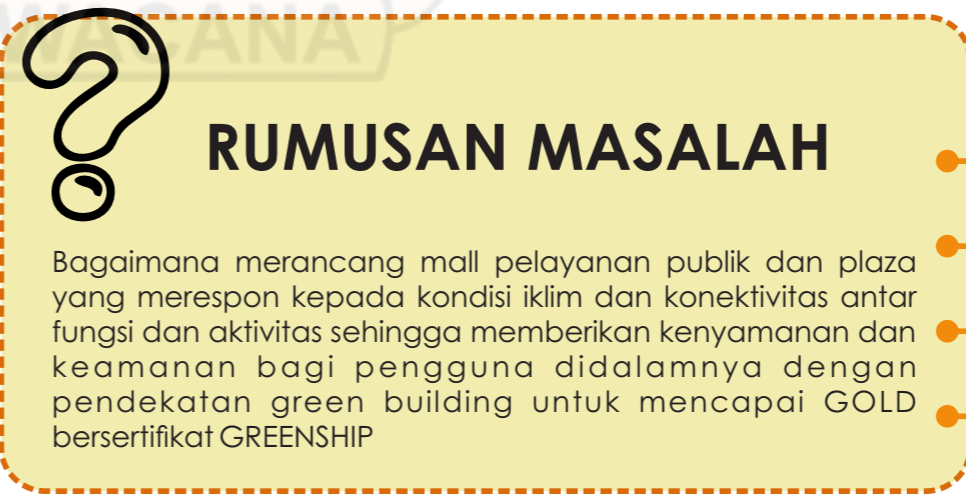 WACANA
RUMUSAN MASALAH
Bagaimana merancang mall pelayanan publik dan plaza
yang merespon kepada kondisi iklim dan konektivitas antar
fungsi dan aktivitas sehingga memberikan kenyamanan dan
keamanan bagi pengguna didalamnya dengan
pendekatan green building untuk mencapai GOLD
bersertifikat GREENSHIP